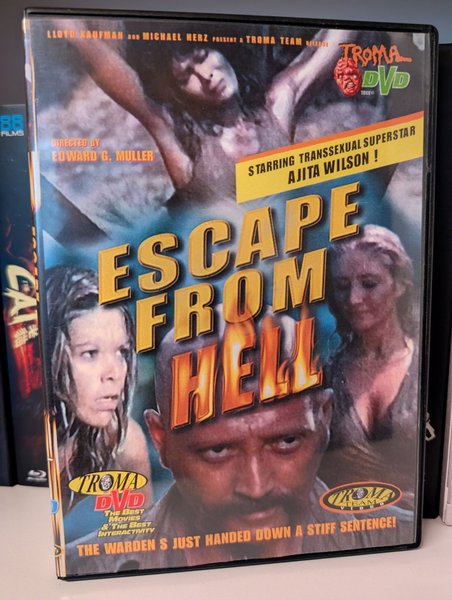 LLOYD KAUFMAN AND MICHAEL HERZ PRESENT A TROMA TEAM RELEASE
TROMA
DVD
DIRECTED BY
EDWARD G. MULLER
STARRING TRANSSEXUAL SUPERSTAR
AJITA WILSON !
88
FILMS
ESCAPE
FROM
HELL
TROMA
DVD
THE BEST
MOVIES
& THE BEST
INTERACTIVITY
TROMA
TEAM
VIDEO
THE WARDEN S JUST HANDED DOWN A STIFF SENTENCE!